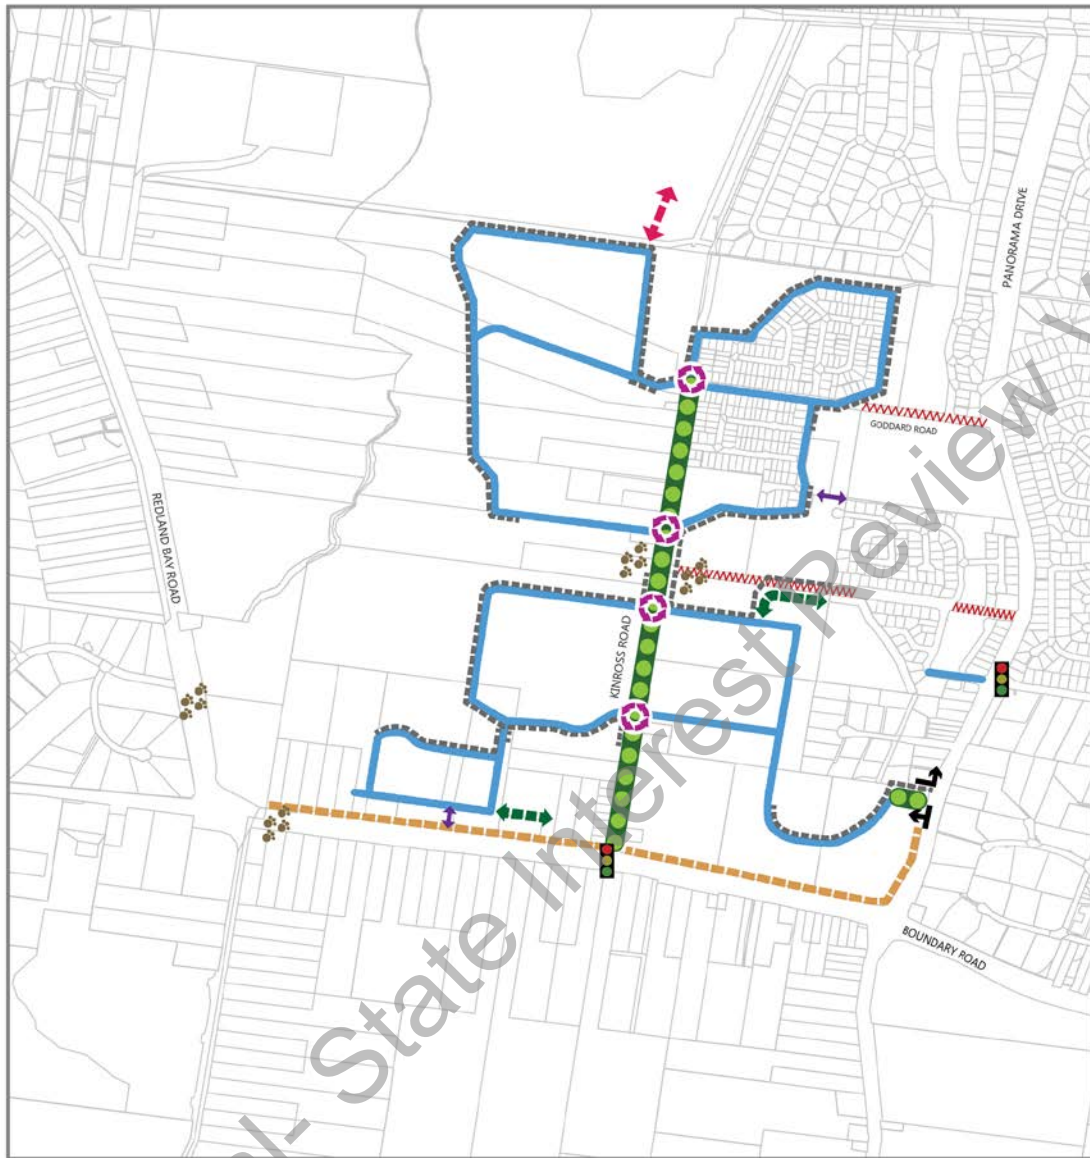 PANORAMA DRIVE
GODDARD ROAD
REDLAND BAY ROAD
KINROSS ROAD
BOUNDARY ROAD
- State Interest Review